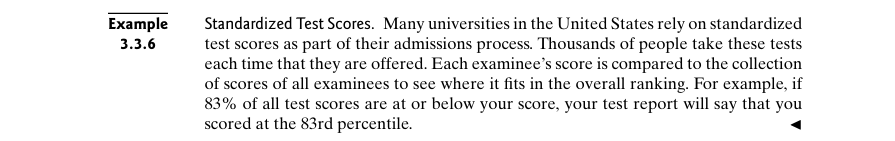 Example 3.3.6
Standardized Test Scores. Many universities in the United States rely on standardized
test scores as part of their admissions process. Thousands of people take these tests
each time that they are offered. Each examinee's score is compared to the collection
of scores of all examinees to see where it fits in the overall ranking. For example, if
83% of all test scores are at or below your score, your test report will say that you
scored at the 83rd percentile.